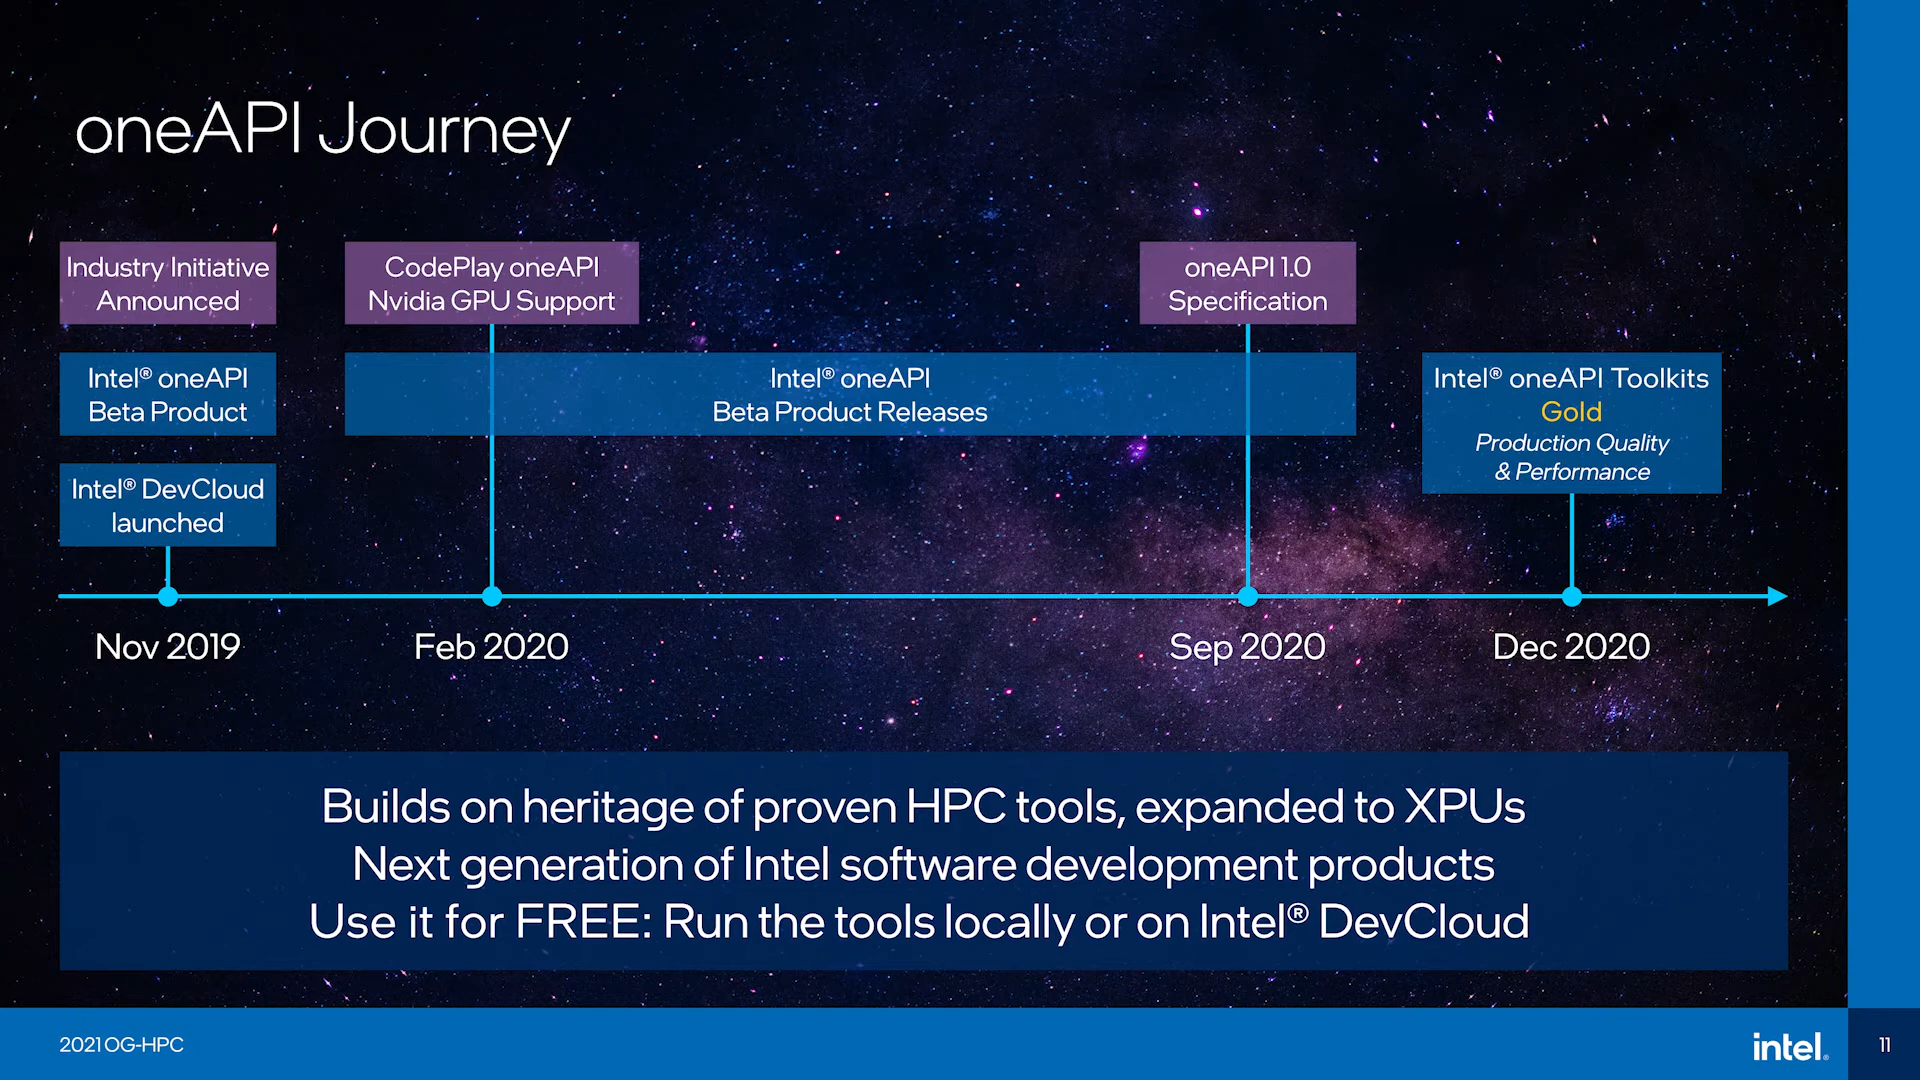 oneAPI Journey
Industry Initiative
Announced
CodePlay oneAPI
Nvidia GPU Support
oneAPI 1.0
Specification
Intel® oneAPI
Beta Product
Intel® oneAPI
Beta Product Releases
Intel® oneAPI Toolkits
Gold
Production Quality
& Performance
Intel® DevCloud
launched
Nov 2019
Feb 2020
Sep 2020
Dec 2020
Builds on heritage of proven HPC tools, expanded to XPUs
Next generation of Intel software development products
Use it for FREE: Run the tools locally or on Intel® DevCloud
2021 OG-HPC
intel®
11